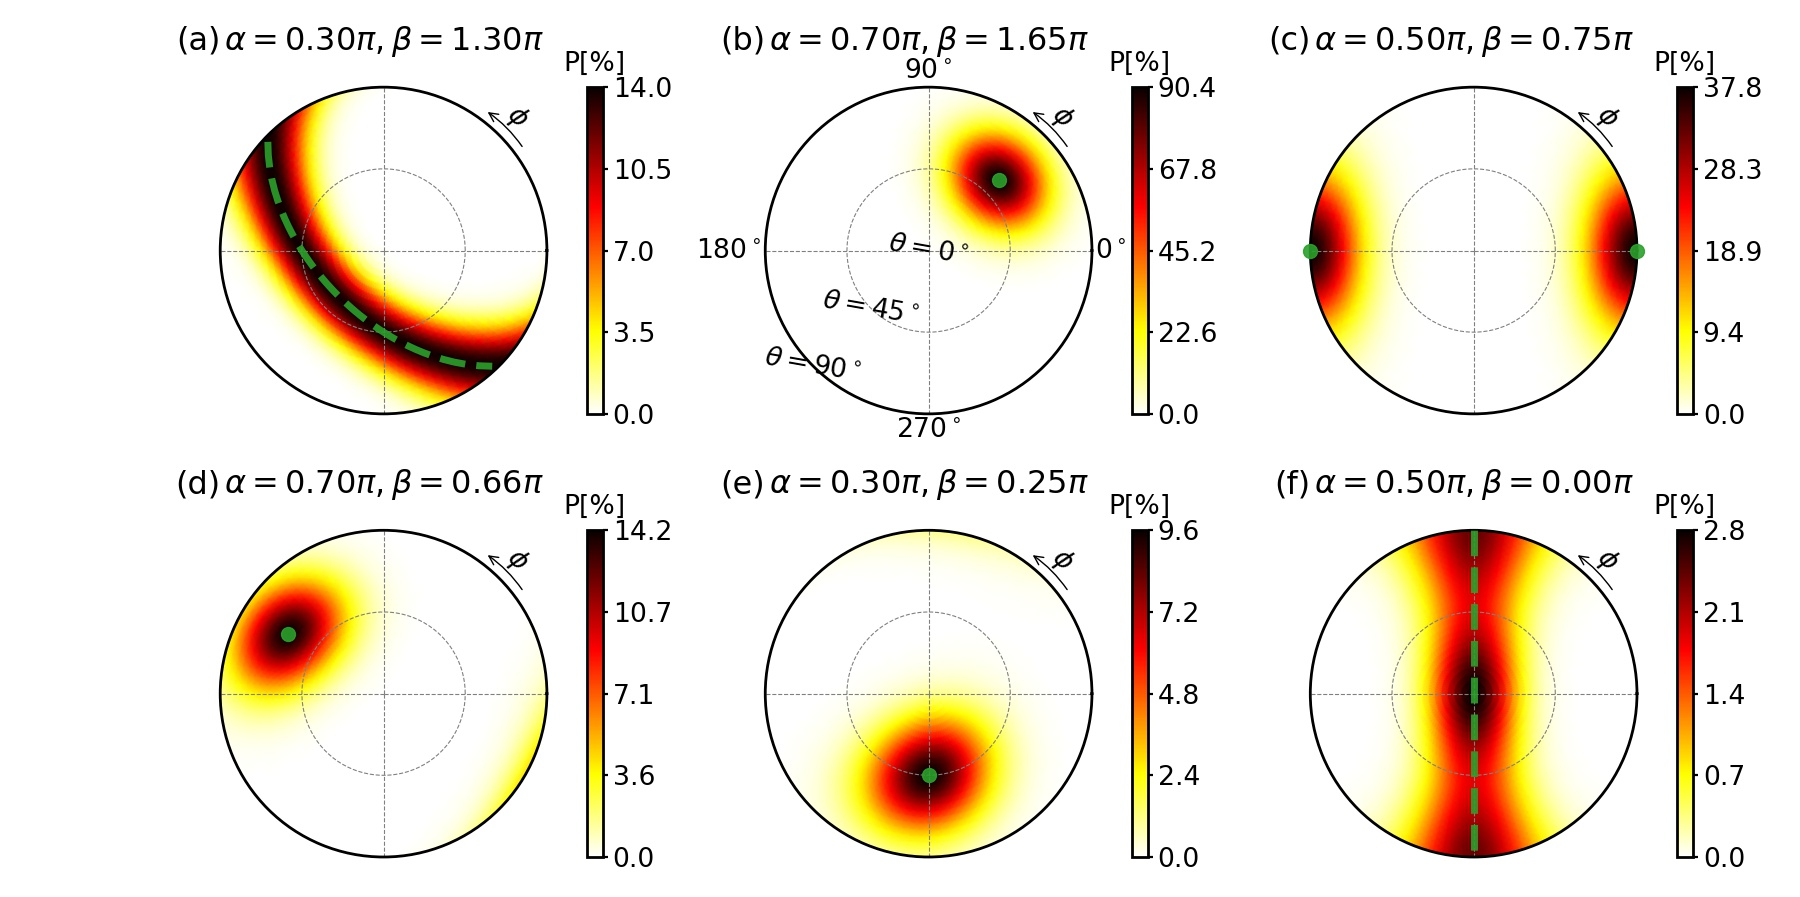 (a) α = 0.30π, β = 1.30π
P[%]
14.0
10.5
7.0
3.5
0.0
ϕ
(b) α = 0.70π, β = 1.65π
P[%]
90°
180°
0°
270°
θ = 0°
θ = 45°
θ = 90°
ϕ
90.4
67.8
45.2
22.6
0.0
(c) α = 0.50π, β = 0.75π
P[%]
ϕ
37.8
28.3
18.9
9.4
0.0
(d) α = 0.70π, β = 0.66π
P[%]
ϕ
14.2
10.7
7.1
3.6
0.0
(e) α = 0.30π, β = 0.25π
P[%]
ϕ
9.6
7.2
4.8
2.4
0.0
(f) α = 0.50π, β = 0.00π
P[%]
ϕ
2.8
2.1
1.4
0.7
0.0